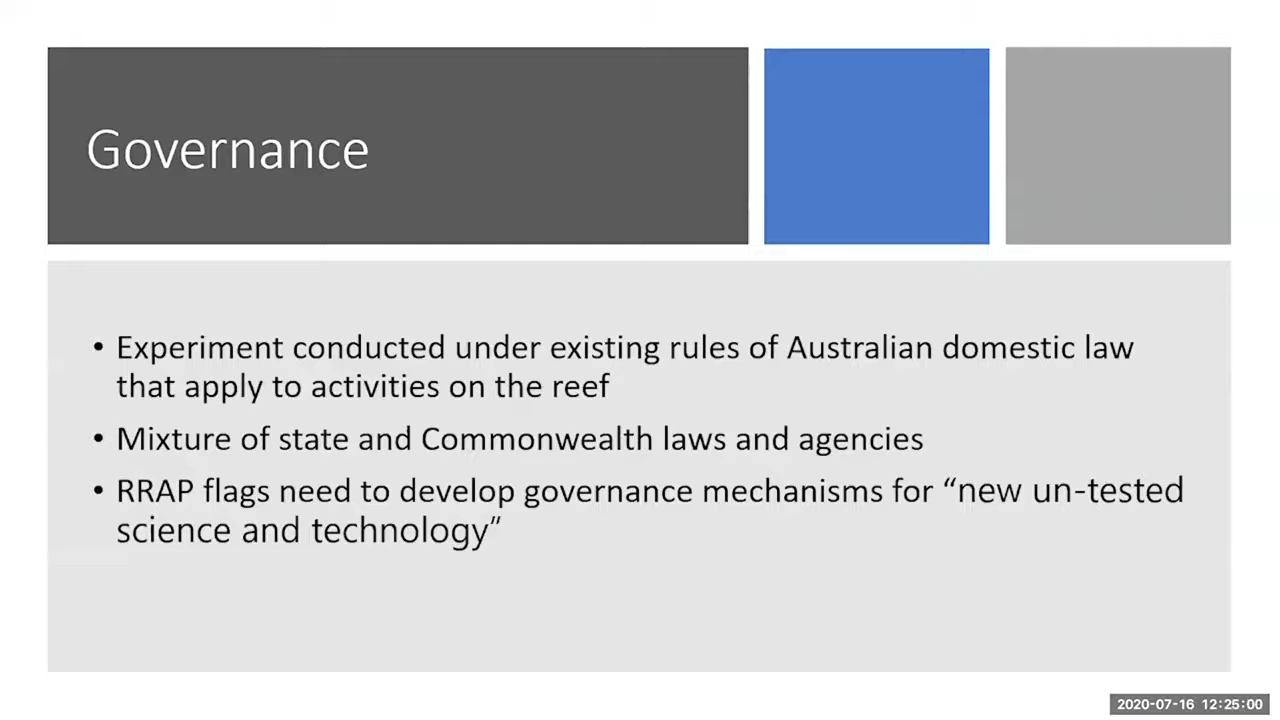 Governance
• Experiment conducted under existing rules of Australian domestic law
that apply to activities on the reef
• Mixture of state and Commonwealth laws and agencies
• RRAP flags need to develop governance mechanisms for “new un-tested
science and technology”
2020-07-16 12:25:00